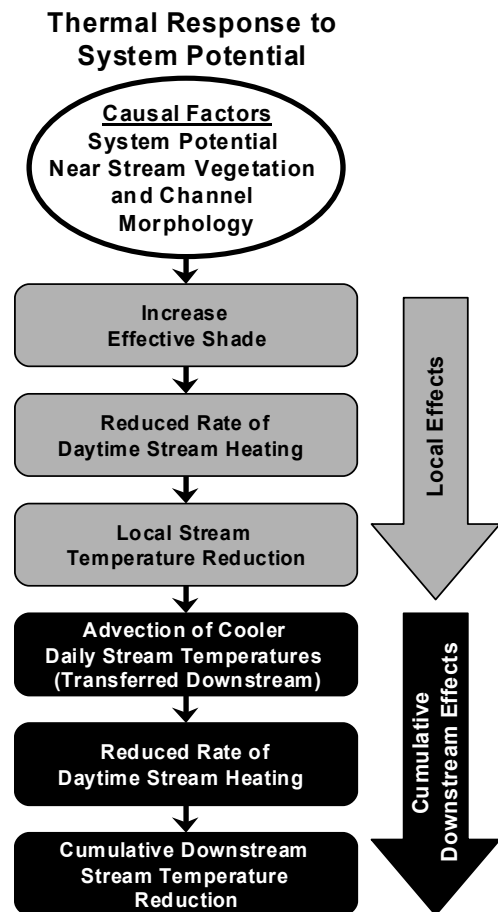 Thermal Response to
System Potential
Causal Factors
System Potential
Near Stream Vegetation
and Channel
Morphology
Increase
Effective Shade
Reduced Rate of
Daytime Stream Heating
Local Stream
Temperature Reduction
Local Effects
Advection of Cooler
Daily Stream Temperatures
(Transferred Downstream)
Reduced Rate of
Daytime Stream Heating
Cumulative Downstream
Stream Temperature
Reduction
Cumulative
Downstream Effects